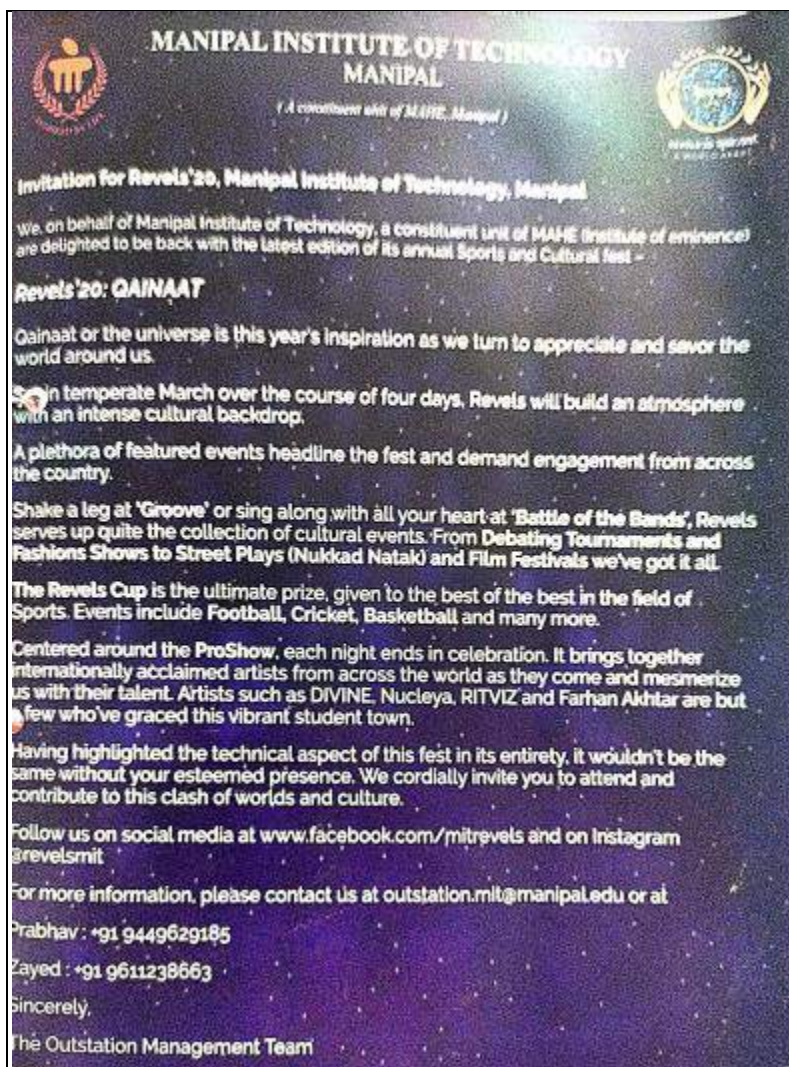 MANIPAL INSTITUTE OF TECHNOLOGY
MANIPAL
( A constituent unit of MAHE, Manipal )
Invitation for Revels'20, Manipal Institute of Technology, Manipal
We, on behalf of Manipal Institute of Technology, a constituent unit of MAHE (Institute of eminence)
are delighted to be back with the latest edition of its annual Sports and Cultural fest –
Revels'20: QAINAAT
Qainaat or the universe is this year's inspiration as we turn to appreciate and savor the
world around us.
in temperate March over the course of four days, Revels will build an atmosphere
with an intense cultural backdrop.
A plethora of featured events headline the fest and demand engagement from across
the country.
Shake a leg at 'Groove' or sing along with all your heart at 'Battle of the Bands', Revels
serves up quite the collection of cultural events. From Debating Tournaments and
Fashions Shows to Street Plays (Nukkad Natak) and Film Festivals we've got it all.
The Revels Cup is the ultimate prize, given to the best of the best in the field of
Sports. Events include Football, Cricket, Basketball and many more.
Centered around the ProShow, each night ends in celebration. It brings together
internationally acclaimed artists from across the world as they come and mesmerize
us with their talent. Artists such as DIVINE, Nucleya, RITVIZ and Farhan Akhtar are but
few who've graced this vibrant student town.
Having highlighted the technical aspect of this fest in its entirety, it wouldn't be the
same without your esteemed presence. We cordially invite you to attend and
contribute to this clash of worlds and culture.
Follow us on social media at www.facebook.com/mitrevels and on Instagram
@revelsmit
For more information, please contact us at outstation.mit@manipal.edu or at
Prabhav : +91 9449629185
Zayed : +91 9611238663
Sincerely,
The Outstation Management Team